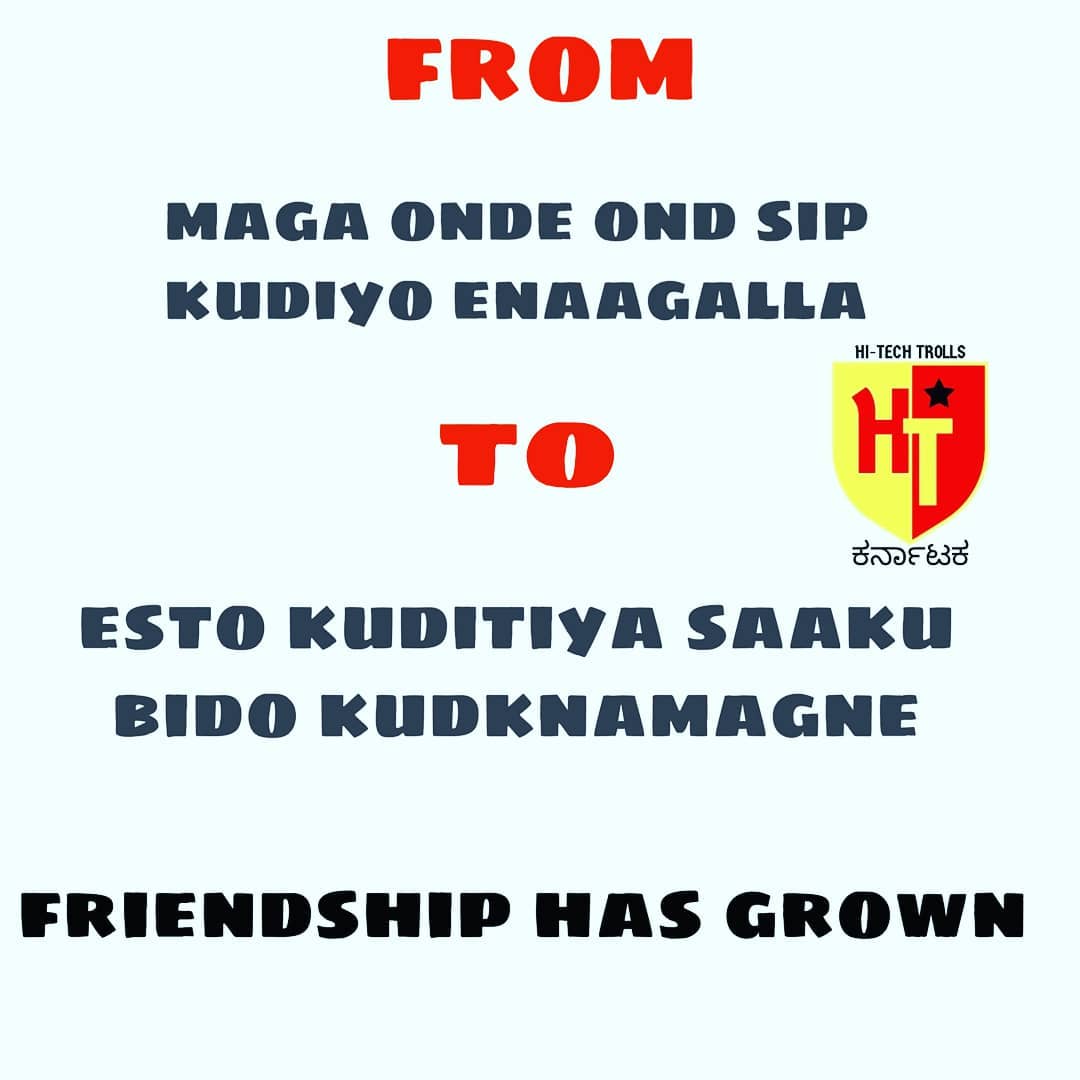 FROM
MAGA ONDE OND SIP
KUDIYO ENAAGALLA
HI-TECH TROLLS
HT
ಕರ್ನಾಟಕ
TO
ESTO KUDITIYA SAAKU
BIDO KUDKNAMAGNE
FRIENDSHIP HAS GROWN